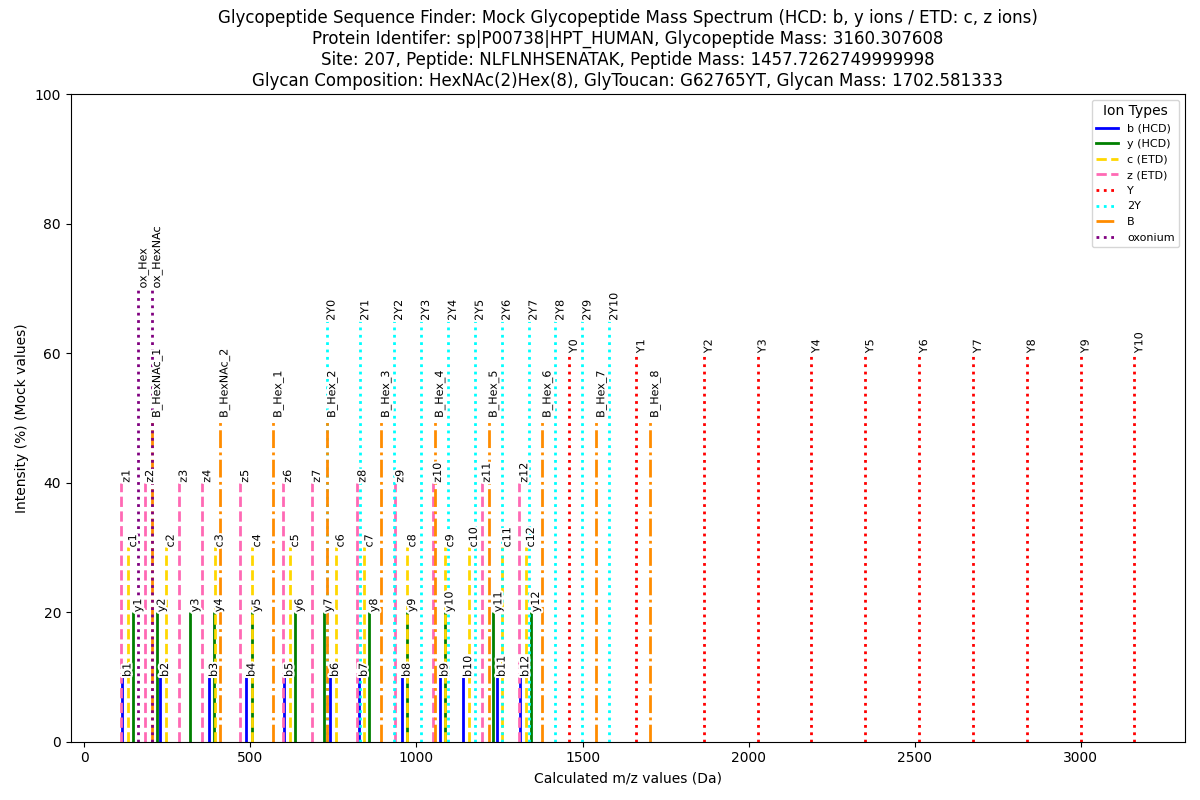 Glycopeptide Sequence Finder: Mock Glycopeptide Mass Spectrum (HCD: b, y ions / ETD: c, z ions)
Protein Identifer: sp|P00738|HPT_HUMAN, Glycopeptide Mass: 3160.307608
Site: 207, Peptide: NLFLNHSENATAK, Peptide Mass: 1457.7262749999998
Glycan Composition: HexNAc(2)Hex(8), GlyToucan: G62765YT, Glycan Mass: 1702.581333
Intensity (%) (Mock values)
100
80
60
40
20
0
Ion Types
b (HCD)
y (HCD)
c (ETD)
z (ETD)
Y
2Y
B
oxonium
ox_Hex
ox_HexNAc
2Y0
2Y1
2Y2
2Y3
2Y4
2Y5
2Y6
2Y7
2Y8
2Y9
2Y10
Y0
Y1
Y2
Y3
Y4
Y5
Y6
Y7
Y8
Y9
Y10
B_HexNAc_1
B_HexNAc_2
B_Hex_1
B_Hex_2
B_Hex_3
B_Hex_4
B_Hex_5
B_Hex_6
B_Hex_7
B_Hex_8
z1
z2
z3
z4
z5
z6
z7
z8
z9
z10
z11
z12
c1
c2
c3
c4
c5
c6
c7
c8
c9
c10
c11
c12
y1
y2
y3
y4
y5
y6
y7
y8
y9
y10
y11
y12
b1
b2
b3
b4
b5
b6
b7
b8
b9
b10
b11
b12
0
500
1000
1500
2000
2500
3000
Calculated m/z values (Da)